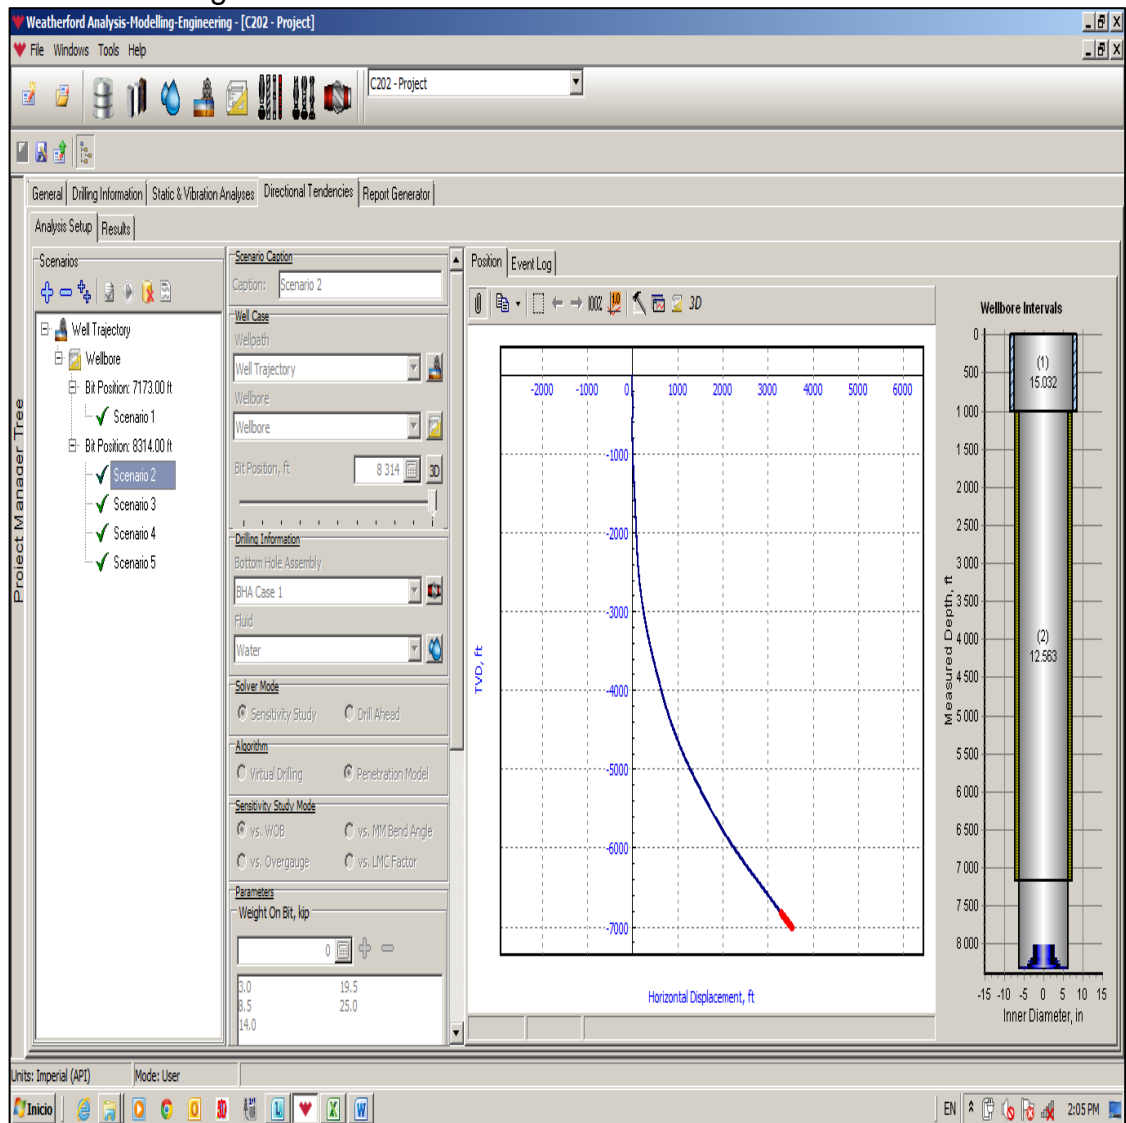 Weatherford Analysis-Modelling-Engineering - [C202 - Project]
File Windows Tools Help
C202 - Project
General Drilling Information Static & Vibration Analyses Directional Tendencies Report Generator
Analysis Setup Results
Project Manager Tree
Scenarios
Well Trajectory
Wellbore
Bit Position: 7173.00 ft
Scenario 1
Bit Position: 8314.00 ft
Scenario 2
Scenario 3
Scenario 4
Scenario 5
Scenario Caption
Caption: Scenario 2
Well Case
Wellpath
Well Trajectory
Wellbore
Wellbore
Bit Position, ft 8 314 3D
Drilling Information
Bottom Hole Assembly
BHA Case 1
Fluid
Water
Solver Mode
Sensitivity Study Drill Ahead
Algorithm
Virtual Drilling Penetration Model
Sensitivity Study Mode
vs. WOB vs. MM Bend Angle
vs. Overgauge vs. LMC Factor
Parameters
Weight On Bit, kip
0
3.0 19.5
8.5 25.0
14.0
Position Event Log
100% 1.0 3D
-2000 -1000 0 1000 2000 3000 4000 5000 6000
-1000
-2000
-3000
-4000
-5000
-6000
-7000
TVD, ft
Horizontal Displacement, ft
Wellbore Intervals
0
500
1 000
1 500
2 000
2 500
3 000
3 500
4 000
4 500
5 000
5 500
6 000
6 500
7 000
7 500
8 000
Measured Depth, ft
(1)
15.032
(2)
12.563
-15 -10 -5 0 5 10 15
Inner Diameter, in
Units: Imperial (API) Mode: User
Inicio EN 2:05 PM